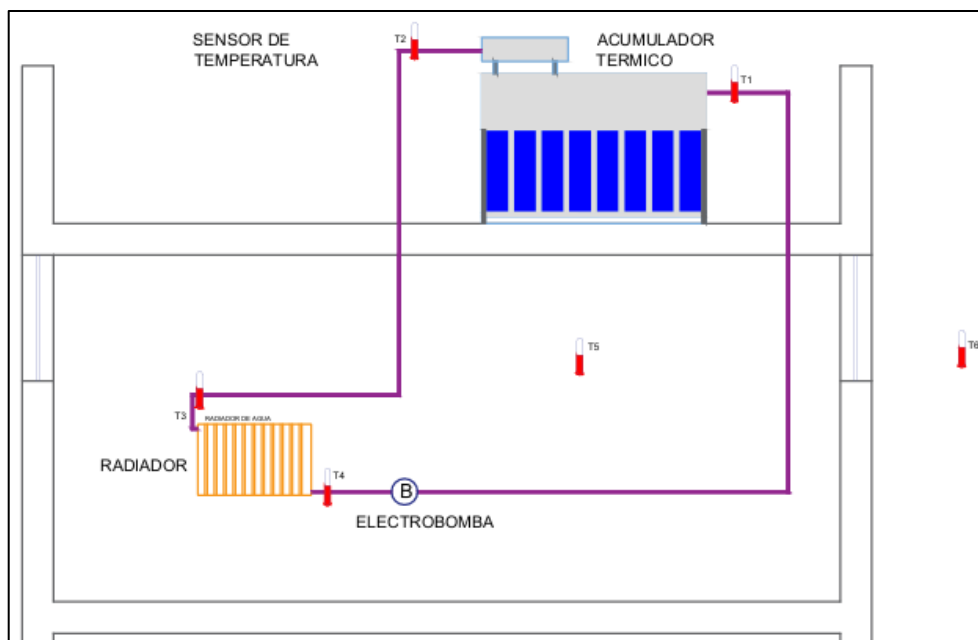 SENSOR DE
TEMPERATURA
T2
ACUMULADOR
TERMICO
T1
T5
T6
T3
RADIADOR DE AGUA
RADIADOR
T4
B
ELECTROBOMBA